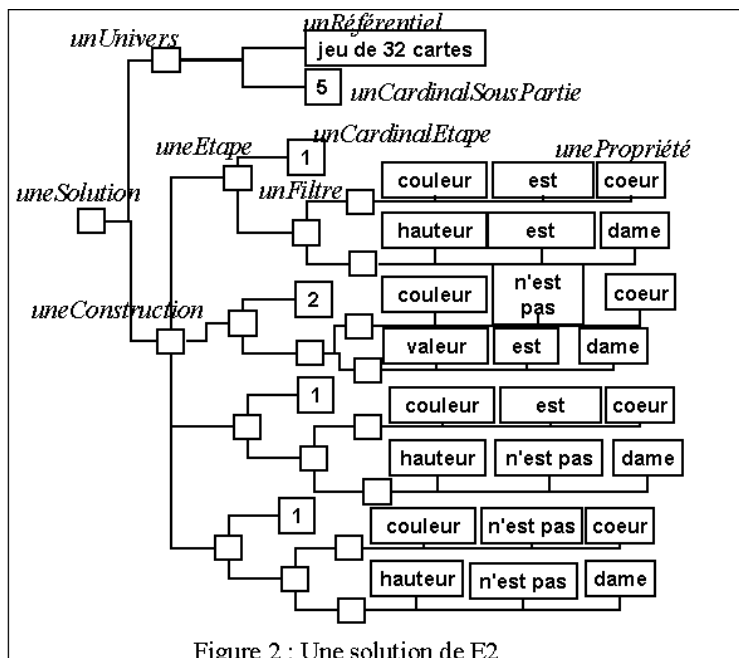 unRéférentiel
unUnivers
jeu de 32 cartes
5
unCardinalSousPartie
unCardinalEtape
uneEtape
1
unePropriété
unFiltre
couleur est coeur
uneSolution
hauteur est dame
2
couleur n'est pas coeur
uneConstruction
valeur est dame
1
couleur est coeur
hauteur n'est pas dame
1
couleur n'est pas coeur
hauteur n'est pas dame
Figure 2 : Une solution de E2